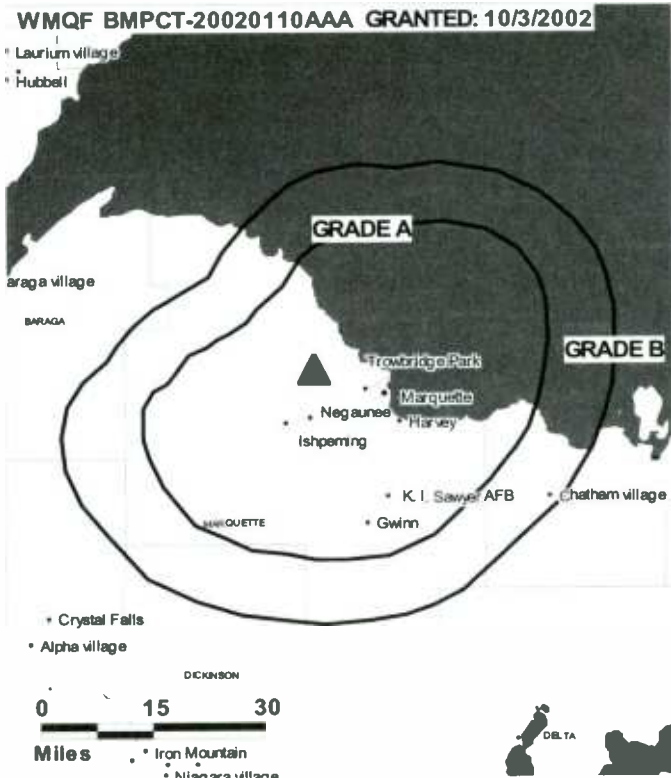 WMQF BMPCT-20020110AAA GRANTED: 10/3/2002
Laurium village
Hubbell
GRADE A
araga village
BARAGA
GRADE B
Trowbridge Park
Marquette
Negaunee
Harvey
Ishpeming
K. I. Sawyer AFB
Chatham village
MARQUETTE
Gwinn
Crystal Falls
Alpha village
DICKINSON
0 15 30
DELTA
Miles
Iron Mountain
Niagara village